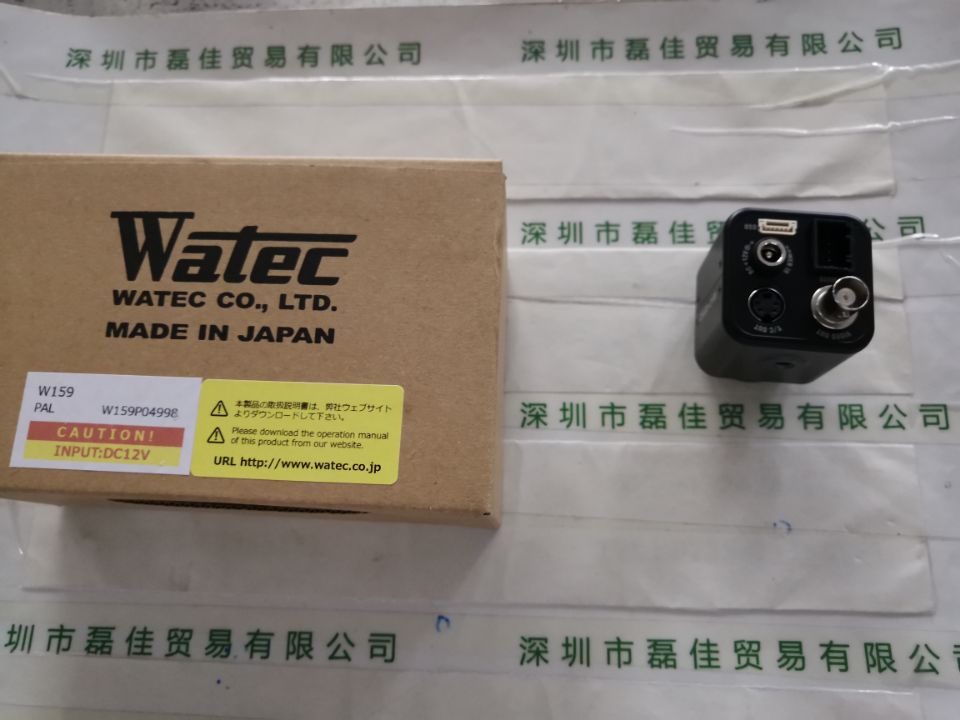 深圳市磊佳贸易有限公司
深圳市磊佳贸易有限公司
Watec
WATEC CO., LTD.
MADE IN JAPAN
W159
PAL W159P04998
CAUTION!
INPUT:DC12V
本製品の取扱説明書は、弊社ウェブサイト
よりダウンロードして下さい。
Please download the operation manual
of this product from our website.
URL http://www.watec.co.jp
深圳市磊佳贸 公司
VIDEO OUT
Y/C OUT
深圳市磊佳贸易有限公司
圳市磊佳贸易有限公司
深圳市磊佳贸易有限公司